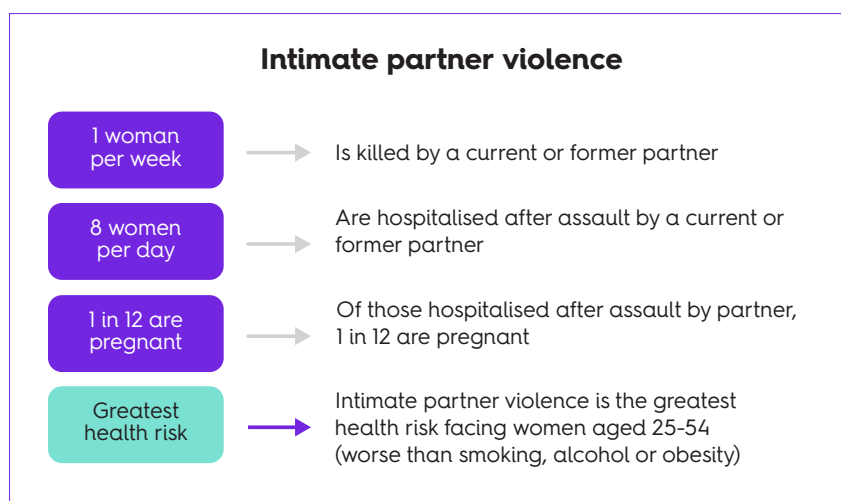 Intimate partner violence
1 woman
per week
Is killed by a current or former partner
8 women
per day
Are hospitalised after assault by a current or
former partner
1 in 12 are
pregnant
Of those hospitalised after assault by partner,
1 in 12 are pregnant
Greatest
health risk
Intimate partner violence is the greatest
health risk facing women aged 25-54
(worse than smoking, alcohol or obesity)